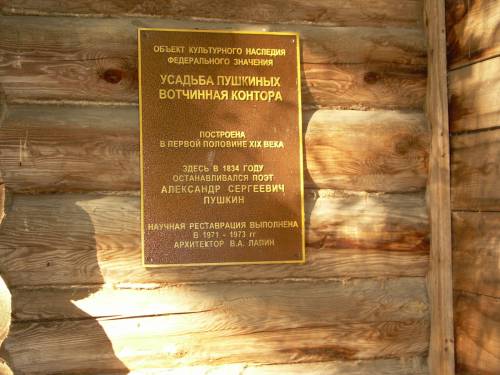 ОБЪЕКТ КУЛЬТУРНОГО НАСЛЕДИЯ
ФЕДЕРАЛЬНОГО ЗНАЧЕНИЯ
УСАДЬБА ПУШКИНЫХ
ВОТЧИННАЯ КОНТОРА
ПОСТРОЕНА
В ПЕРВОЙ ПОЛОВИНЕ XIX ВЕКА
ЗДЕСЬ В 1834 ГОДУ
ОСТАНАВЛИВАЛСЯ ПОЭТ
АЛЕКСАНДР СЕРГЕЕВИЧ
ПУШКИН
НАУЧНАЯ РЕСТАВРАЦИЯ ВЫПОЛНЕНА
В 1971 - 1973 гг
АРХИТЕКТОР В.А. ЛАПИН